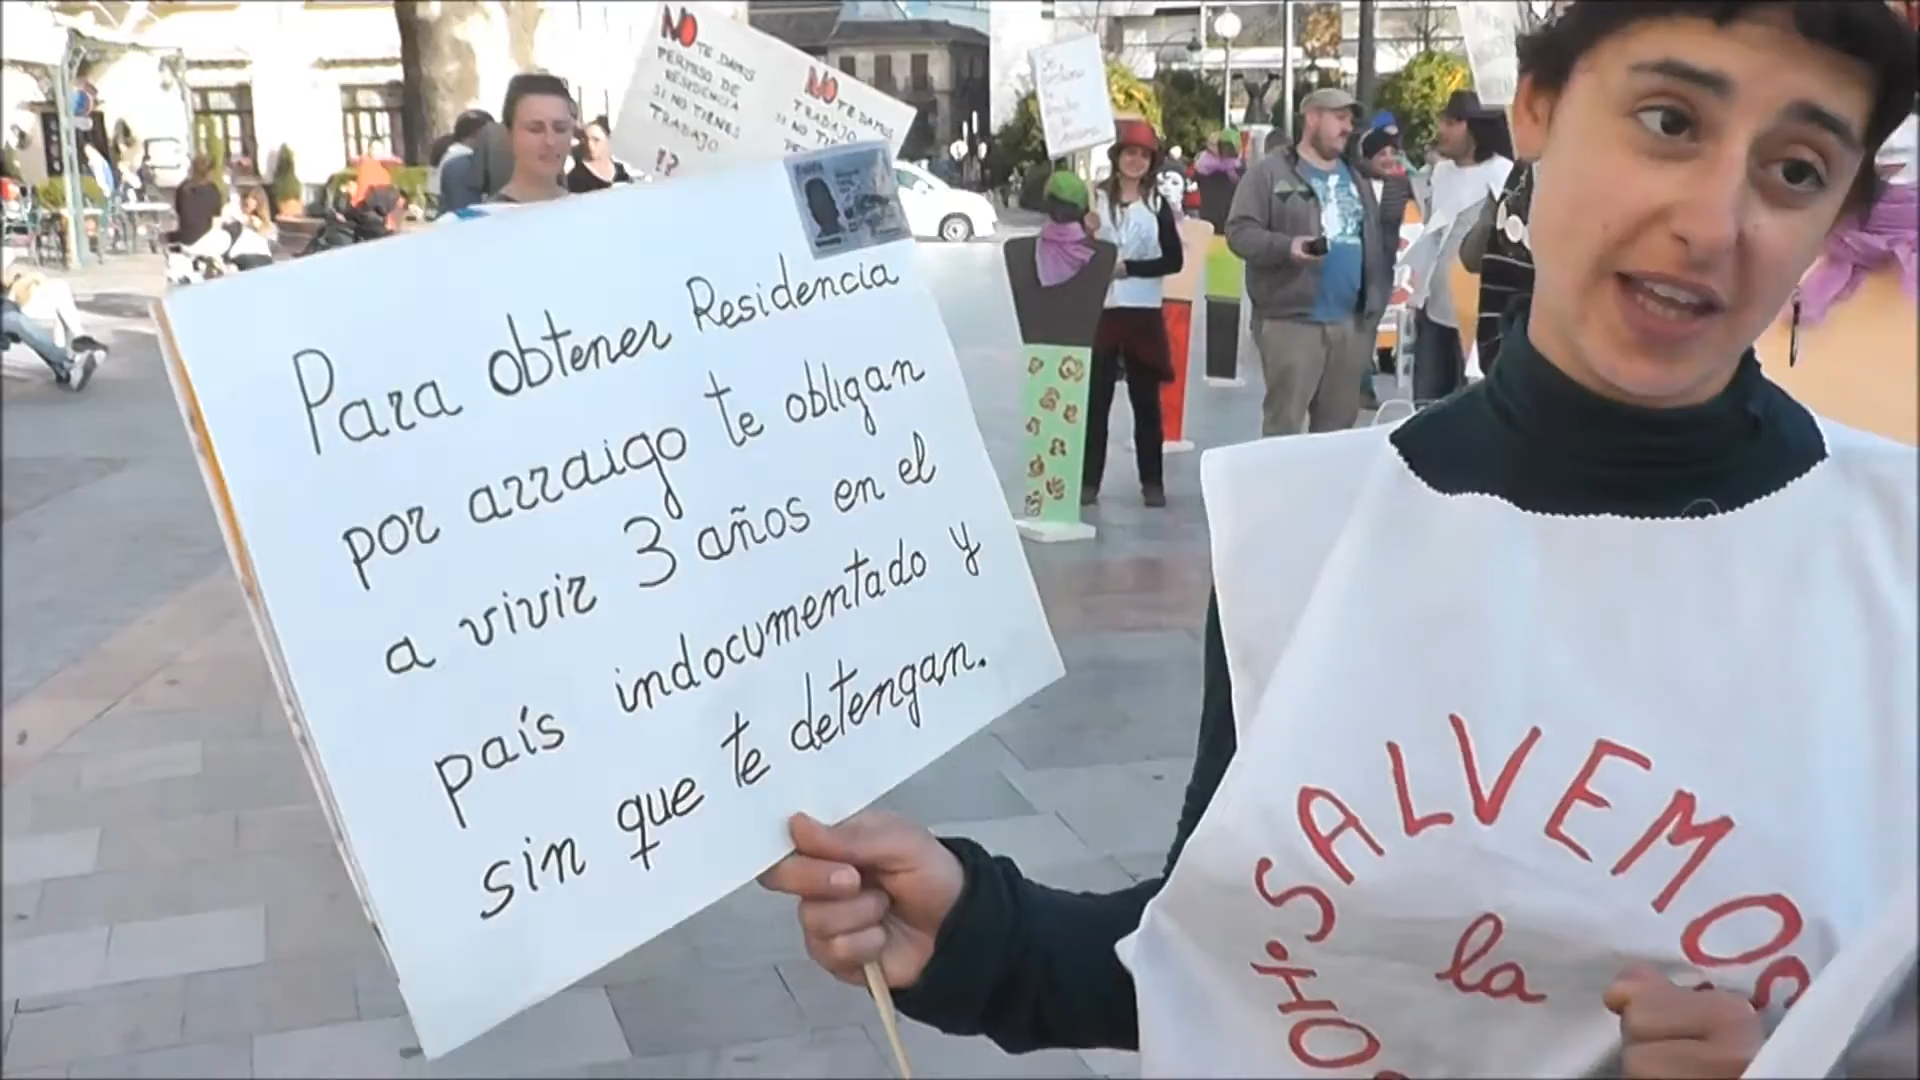 Para obtener Residencia
por arraigo te obligan
a vivir 3 años en el
país indocumentado y
sin que te detengan.
NO TE DAMOS
PERMISO DE
RESIDENCIA
SI NO TIENES
TRABAJO
!?
NO TE DAMOS
TRABAJO
SI NO
SALVEMOS
la